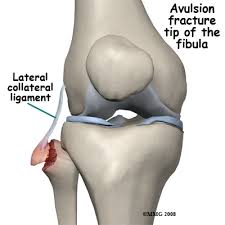 Avulsion
fracture
tip of the
fibula
Lateral
collateral
ligament
©MMG 2008